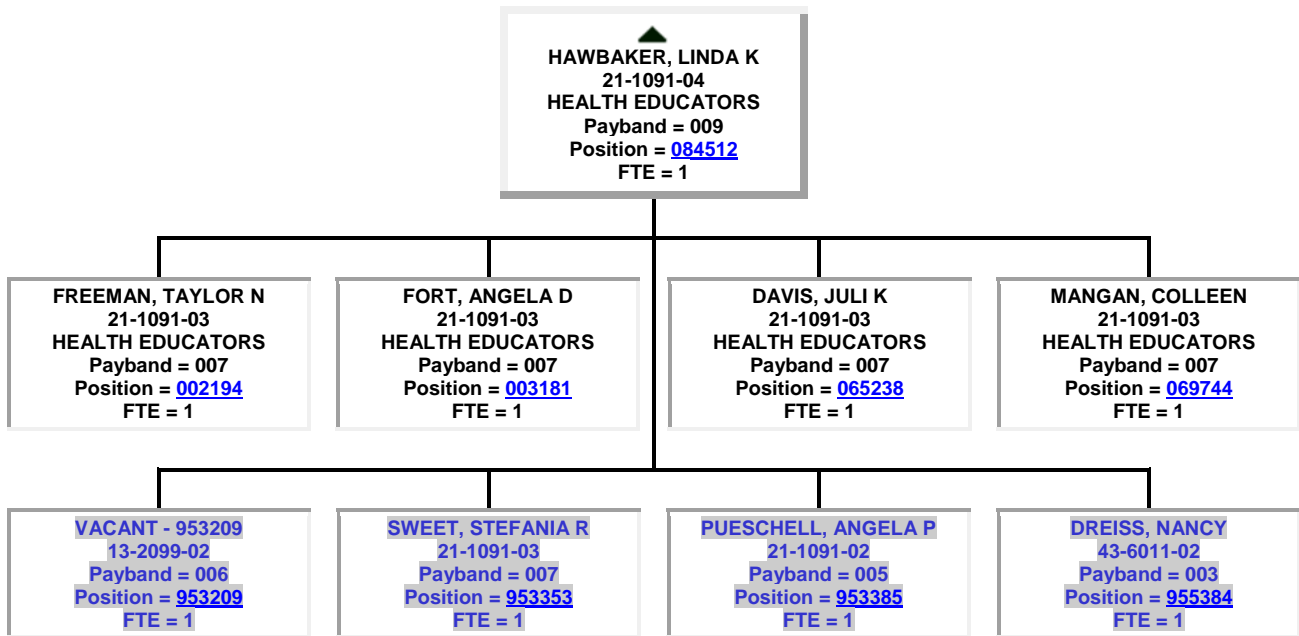 HAWBAKER, LINDA K
21-1091-04
HEALTH EDUCATORS
Payband = 009
Position = 084512
FTE = 1
FREEMAN, TAYLOR N
21-1091-03
HEALTH EDUCATORS
Payband = 007
Position = 002194
FTE = 1
FORT, ANGELA D
21-1091-03
HEALTH EDUCATORS
Payband = 007
Position = 003181
FTE = 1
DAVIS, JULI K
21-1091-03
HEALTH EDUCATORS
Payband = 007
Position = 065238
FTE = 1
MANGAN, COLLEEN
21-1091-03
HEALTH EDUCATORS
Payband = 007
Position = 069744
FTE = 1
VACANT - 953209
13-2099-02
Payband = 006
Position = 953209
FTE = 1
SWEET, STEFANIA R
21-1091-03
Payband = 007
Position = 953353
FTE = 1
PUESCHELL, ANGELA P
21-1091-02
Payband = 005
Position = 953385
FTE = 1
DREISS, NANCY
43-6011-02
Payband = 003
Position = 955384
FTE = 1